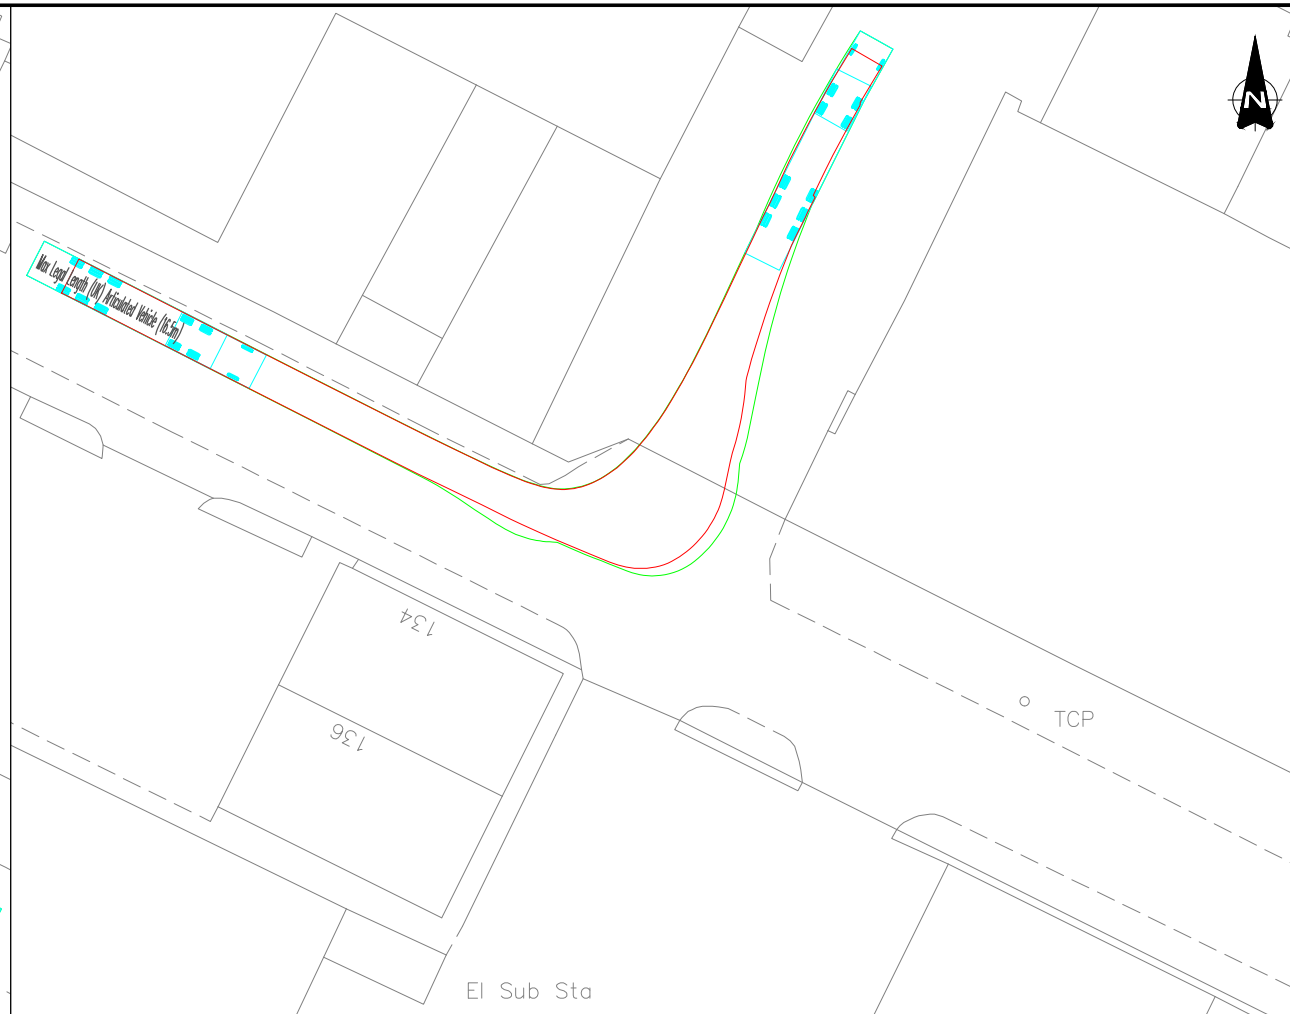 N
Max Legal Length (UK) Articulated Vehicle (16.5m)
134
136
TCP
El Sub Sta